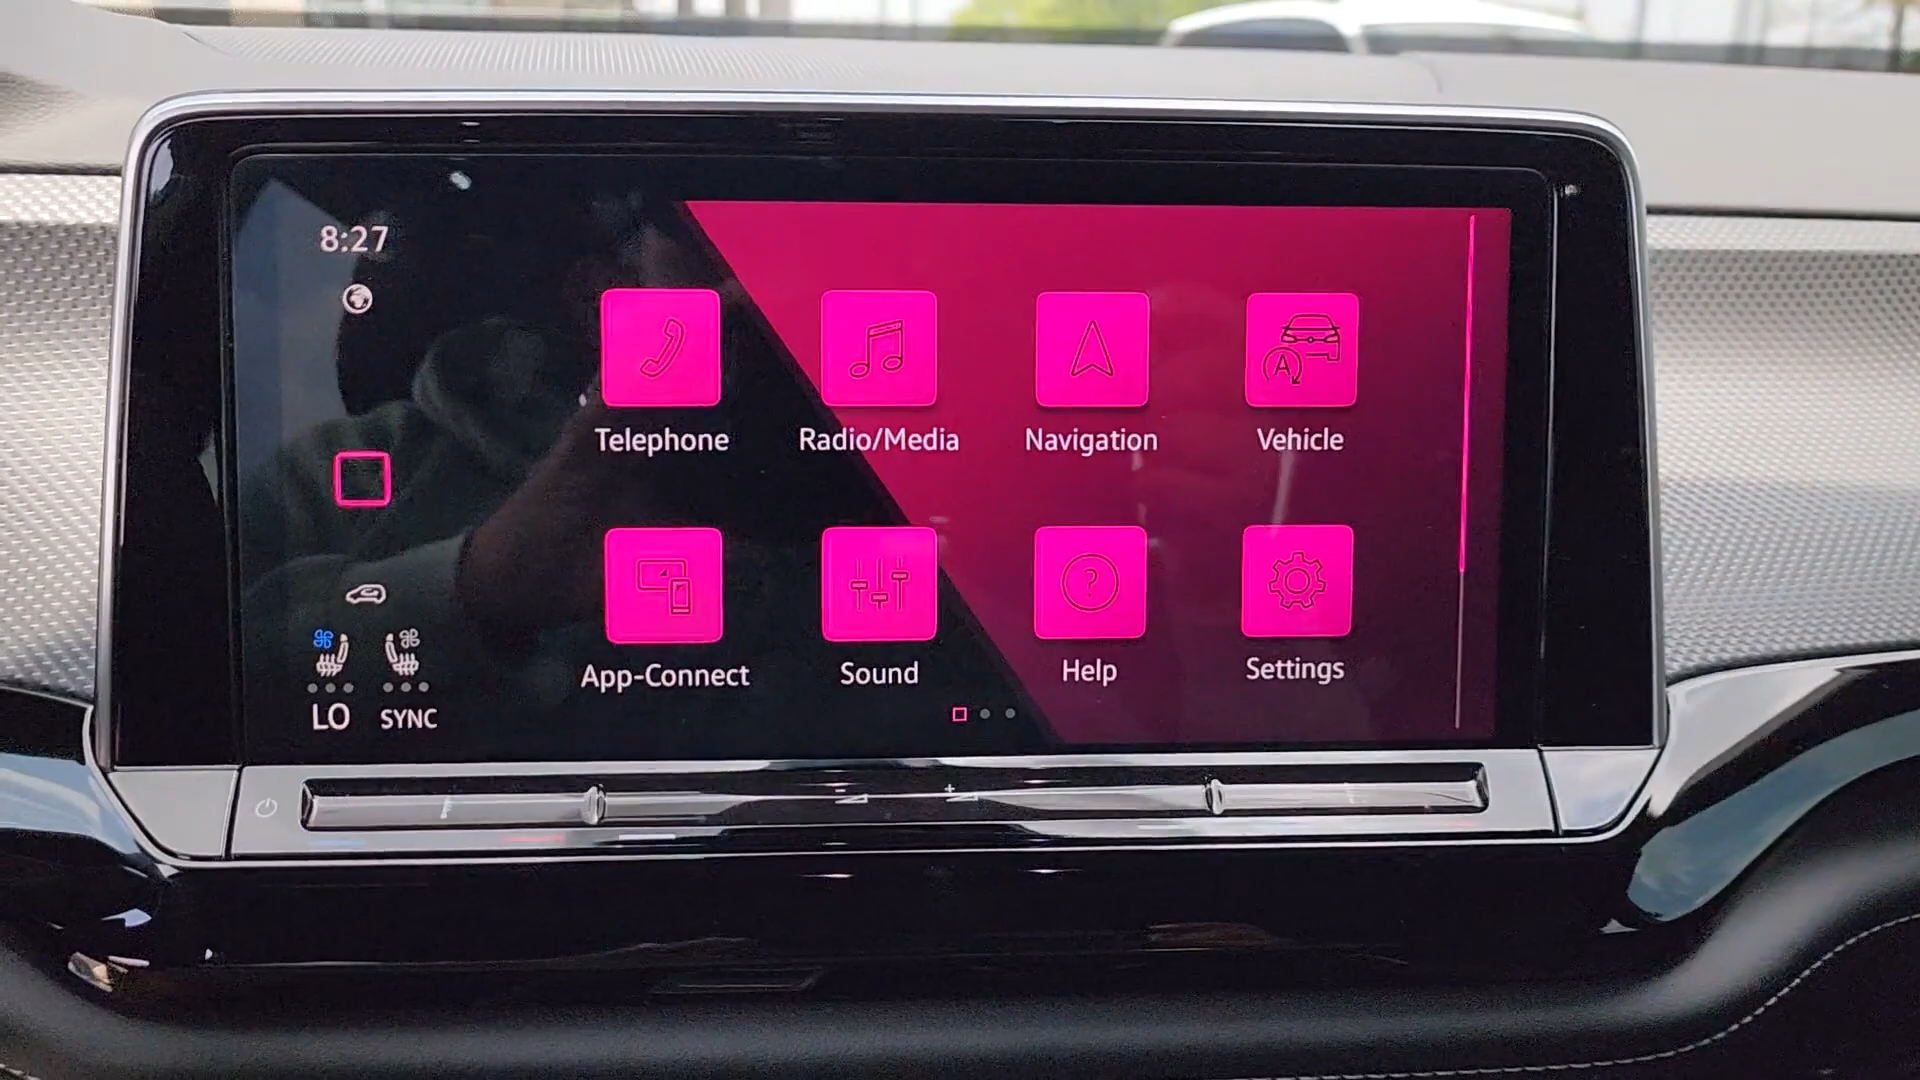 8:27
Telephone
Radio/Media
Navigation
A
Vehicle
App-Connect
Sound
?
Help
Settings
LO
SYNC